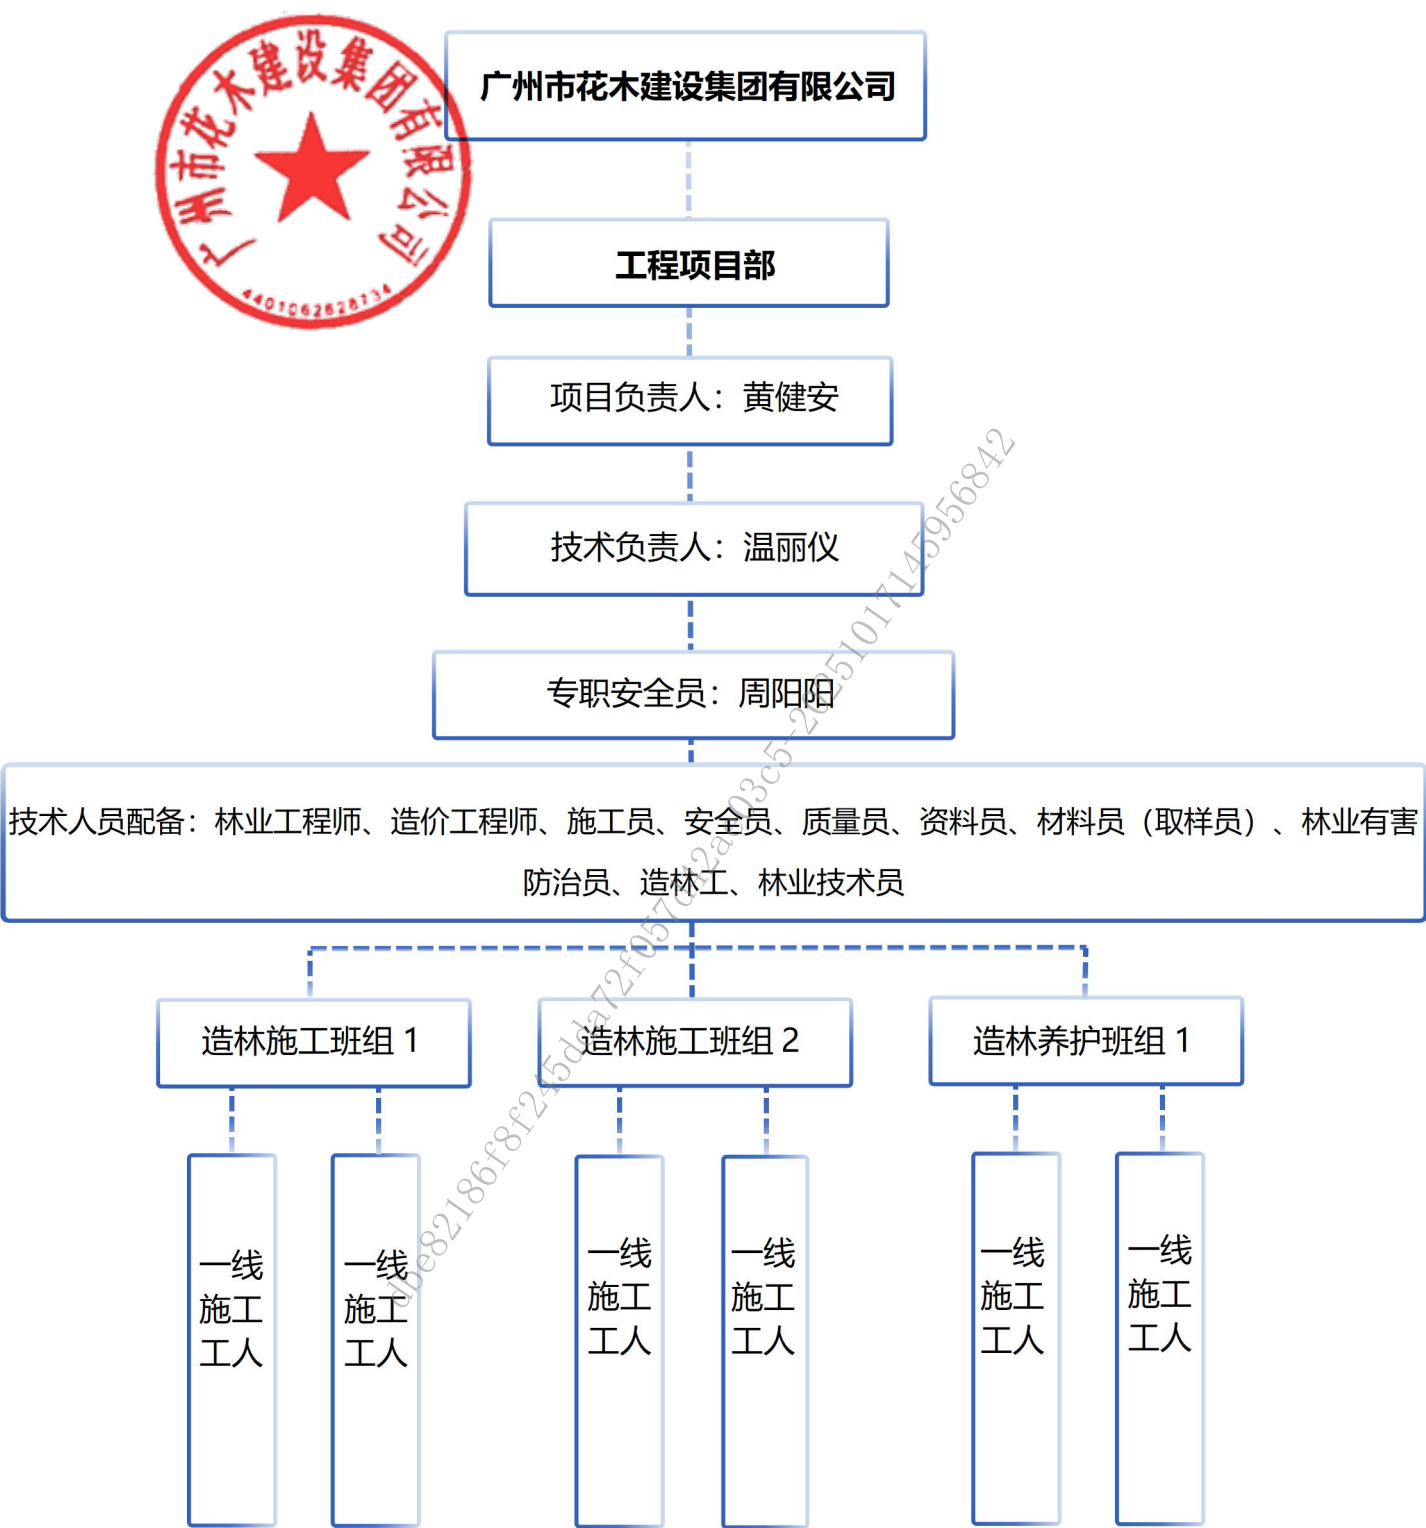 广州市花木建设集团有限公司
广州市花木建设集团有限公司
4401062628734
工程项目部
项目负责人：黄健安
技术负责人：温丽仪
专职安全员：周阳阳
技术人员配备：林业工程师、造价工程师、施工员、安全员、质量员、资料员、材料员（取样员）、林业有害
防治员、造林工、林业技术员
造林施工班组 1
造林施工班组 2
造林养护班组 1
一线
施工
工人
一线
施工
工人
一线
施工
工人
一线
施工
工人
一线
施工
工人
一线
施工
工人